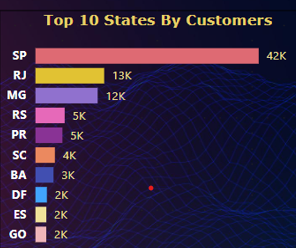 Top 10 States By Customers
SP 42K
RJ 13K
MG 12K
RS 5K
PR 5K
SC 4K
BA 3K
DF 2K
ES 2K
GO 2K